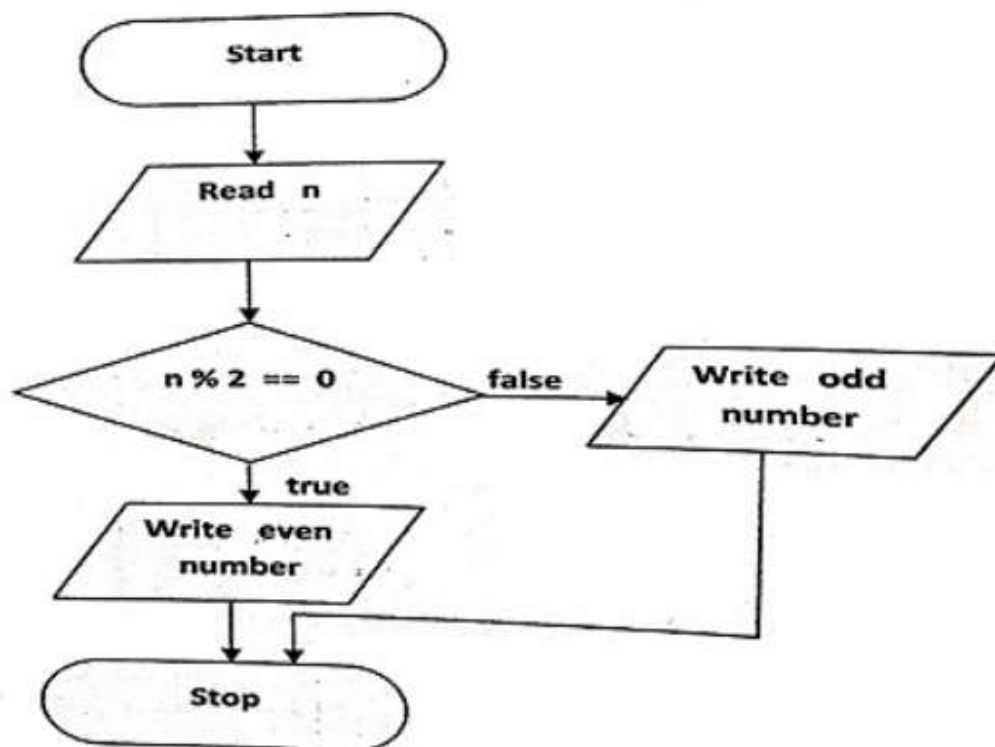 Start
Read n
n % 2 == 0
false
Write odd
number
true
Write even
number
Stop